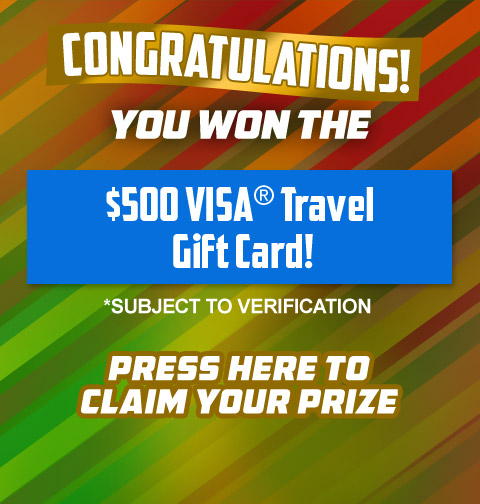 CONGRATULATIONS!
YOU WON THE
$500 VISA® Travel
Gift Card!
*SUBJECT TO VERIFICATION
PRESS HERE TO
CLAIM YOUR PRIZE